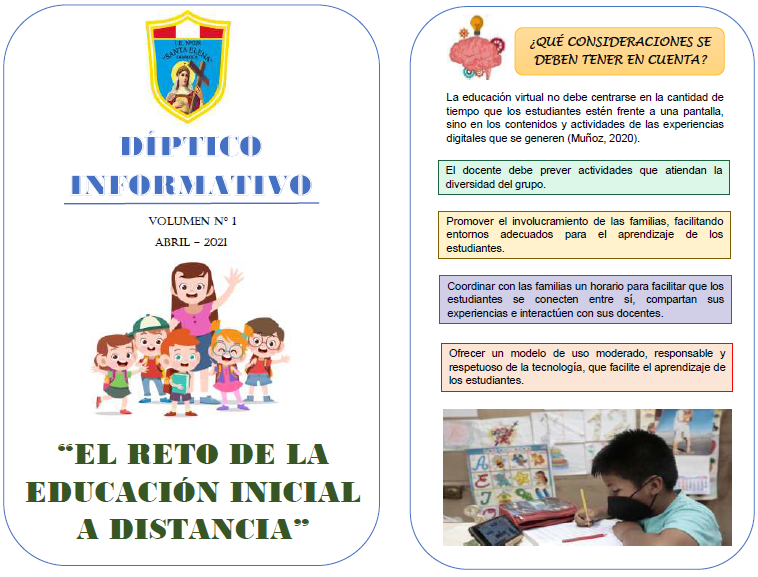 "SANTA ELENA"
DÍPTICO
INFORMATIVO
VOLUMEN N° 1
ABRIL – 2021
“EL RETO DE LA
EDUCACIÓN INICIAL
A DISTANCIA”
¿QUÉ CONSIDERACIONES SE
DEBEN TENER EN CUENTA?
La educación virtual no debe centrarse en la cantidad de
tiempo que los estudiantes estén frente a una pantalla,
sino en los contenidos y actividades de las experiencias
digitales que se generen (Muñoz, 2020).
El docente debe prever actividades que atiendan la
diversidad del grupo.
Promover el involucramiento de las familias, facilitando
entornos adecuados para el aprendizaje de los
estudiantes.
Coordinar con las familias un horario para facilitar que los
estudiantes se conecten entre sí, compartan sus
experiencias e interactúen con sus docentes.
Ofrecer un modelo de uso moderado, responsable y
respetuoso de la tecnología, que facilite el aprendizaje de
los estudiantes.